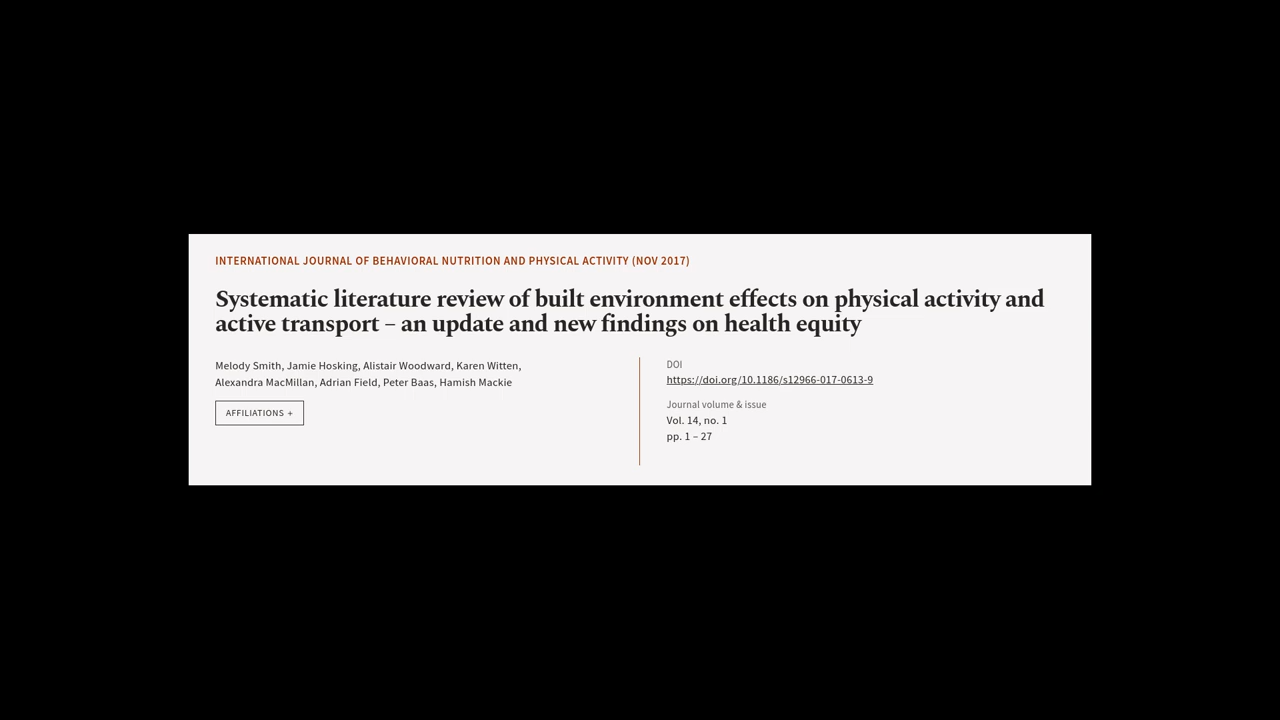 INTERNATIONAL JOURNAL OF BEHAVIORAL NUTRITION AND PHYSICAL ACTIVITY (NOV 2017)
Systematic literature review of built environment effects on physical activity and
active transport – an update and new findings on health equity
Melody Smith, Jamie Hosking, Alistair Woodward, Karen Witten,
Alexandra MacMillan, Adrian Field, Peter Baas, Hamish Mackie
AFFILIATIONS +
DOI
https://doi.org/10.1186/s12966-017-0613-9
Journal volume & issue
Vol. 14, no. 1
pp. 1 – 27